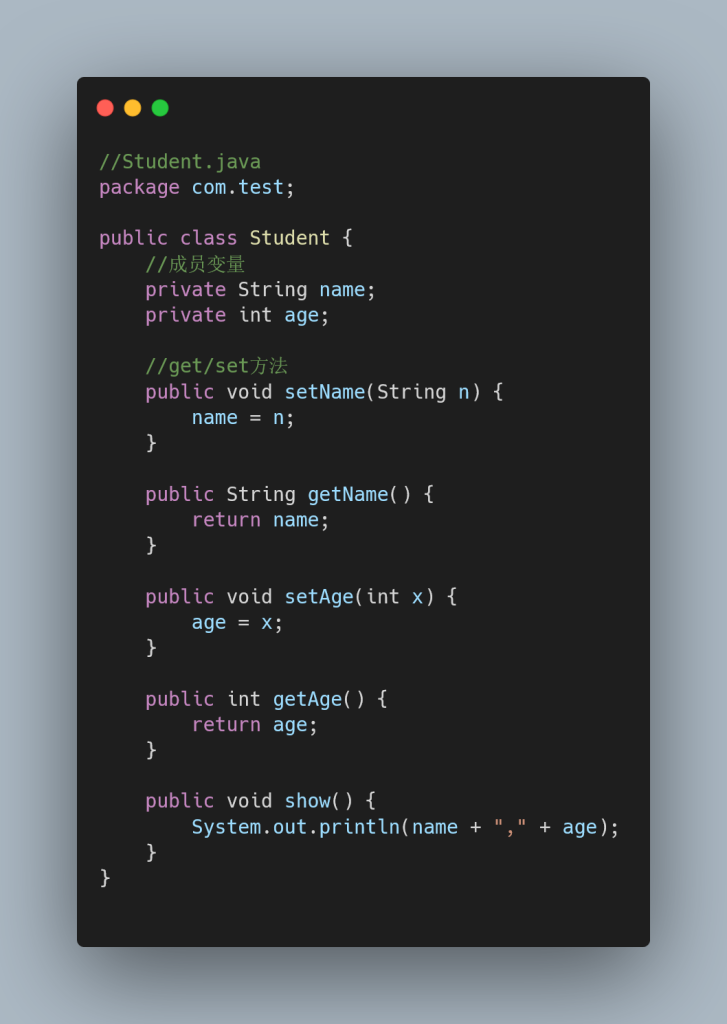 //Student.java
package com.test;
public class Student {
    //成员变量
    private String name;
    private int age;
    //get/set方法
    public void setName(String n) {
        name = n;
    }
    public String getName() {
        return name;
    }
    public void setAge(int x) {
        age = x;
    }
    public int getAge() {
        return age;
    }
    public void show() {
        System.out.println(name + "," + age);
    }
}